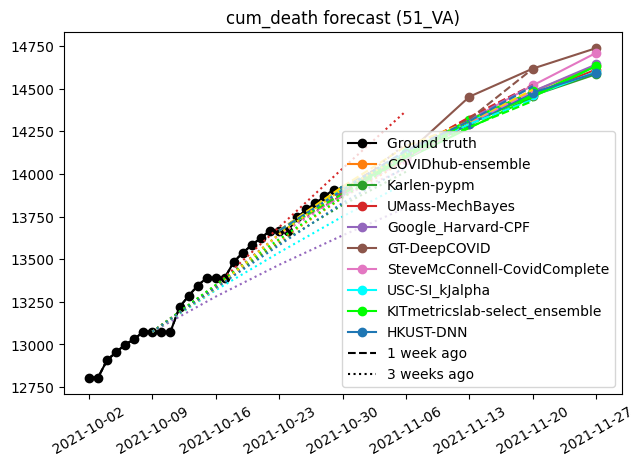 cum_death forecast (51_VA)
14750
14500
14250
14000
13750
13500
13250
13000
12750
Ground truth
COVIDhub-ensemble
Karlen-pypm
UMass-MechBayes
Google_Harvard-CPF
GT-DeepCOVID
SteveMcConnell-CovidComplete
USC-SI_kJalpha
KITmetricslab-select_ensemble
HKUST-DNN
1 week ago
3 weeks ago
2021-10-02
2021-10-09
2021-10-16
2021-10-23
2021-10-30
2021-11-06
2021-11-13
2021-11-20
2021-11-27